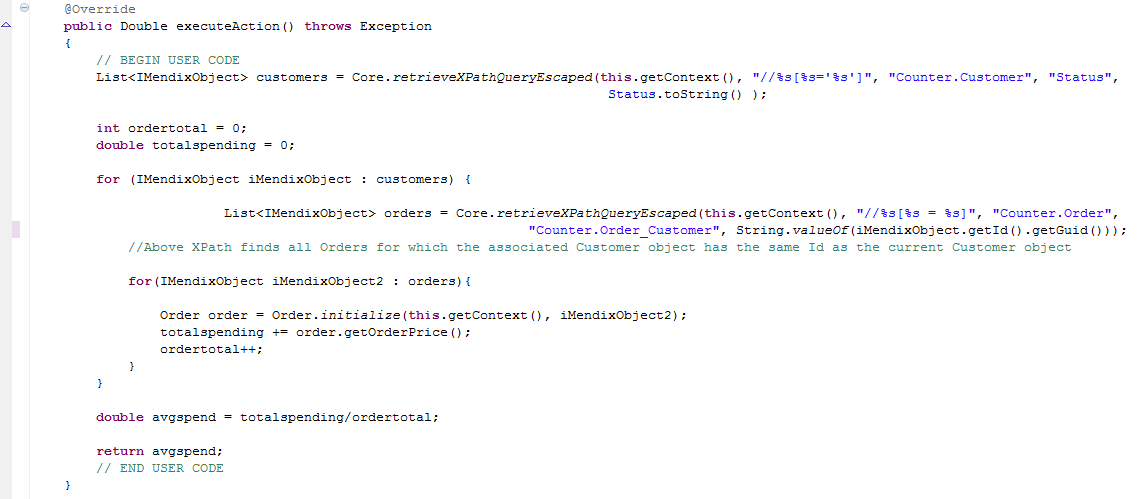 @Override
public Double executeAction() throws Exception
{
// BEGIN USER CODE
List<IMendixObject> customers = Core.retrieveXPathQueryEscaped(this.getContext(), "//%s[%s='%s']", "Counter.Customer", "Status",
Status.toString() );
int ordertotal = 0;
double totalspending = 0;
for (IMendixObject iMendixObject : customers) {
List<IMendixObject> orders = Core.retrieveXPathQueryEscaped(this.getContext(), "//%s[%s = %s]", "Counter.Order",
"Counter.Order_Customer", String.valueOf(iMendixObject.getId().getGuid()));
//Above XPath finds all Orders for which the associated Customer object has the same Id as the current Customer object
for(IMendixObject iMendixObject2 : orders){
Order order = Order.initialize(this.getContext(), iMendixObject2);
totalspending += order.getOrderPrice();
ordertotal++;
}
}
double avgspend = totalspending/ordertotal;
return avgspend;
// END USER CODE
}